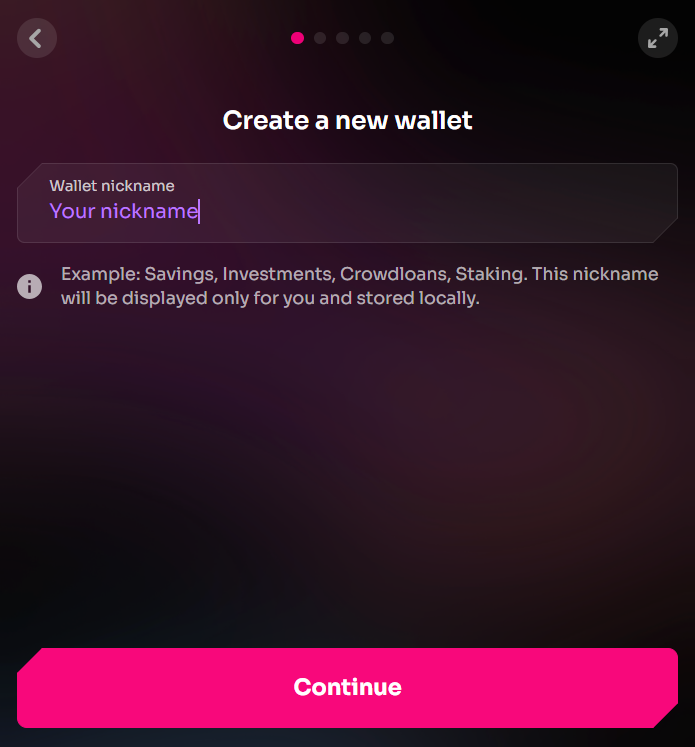 Create a new wallet
Wallet nickname
Your nickname
Example: Savings, Investments, Crowdloans, Staking. This nickname
will be displayed only for you and stored locally.
Continue